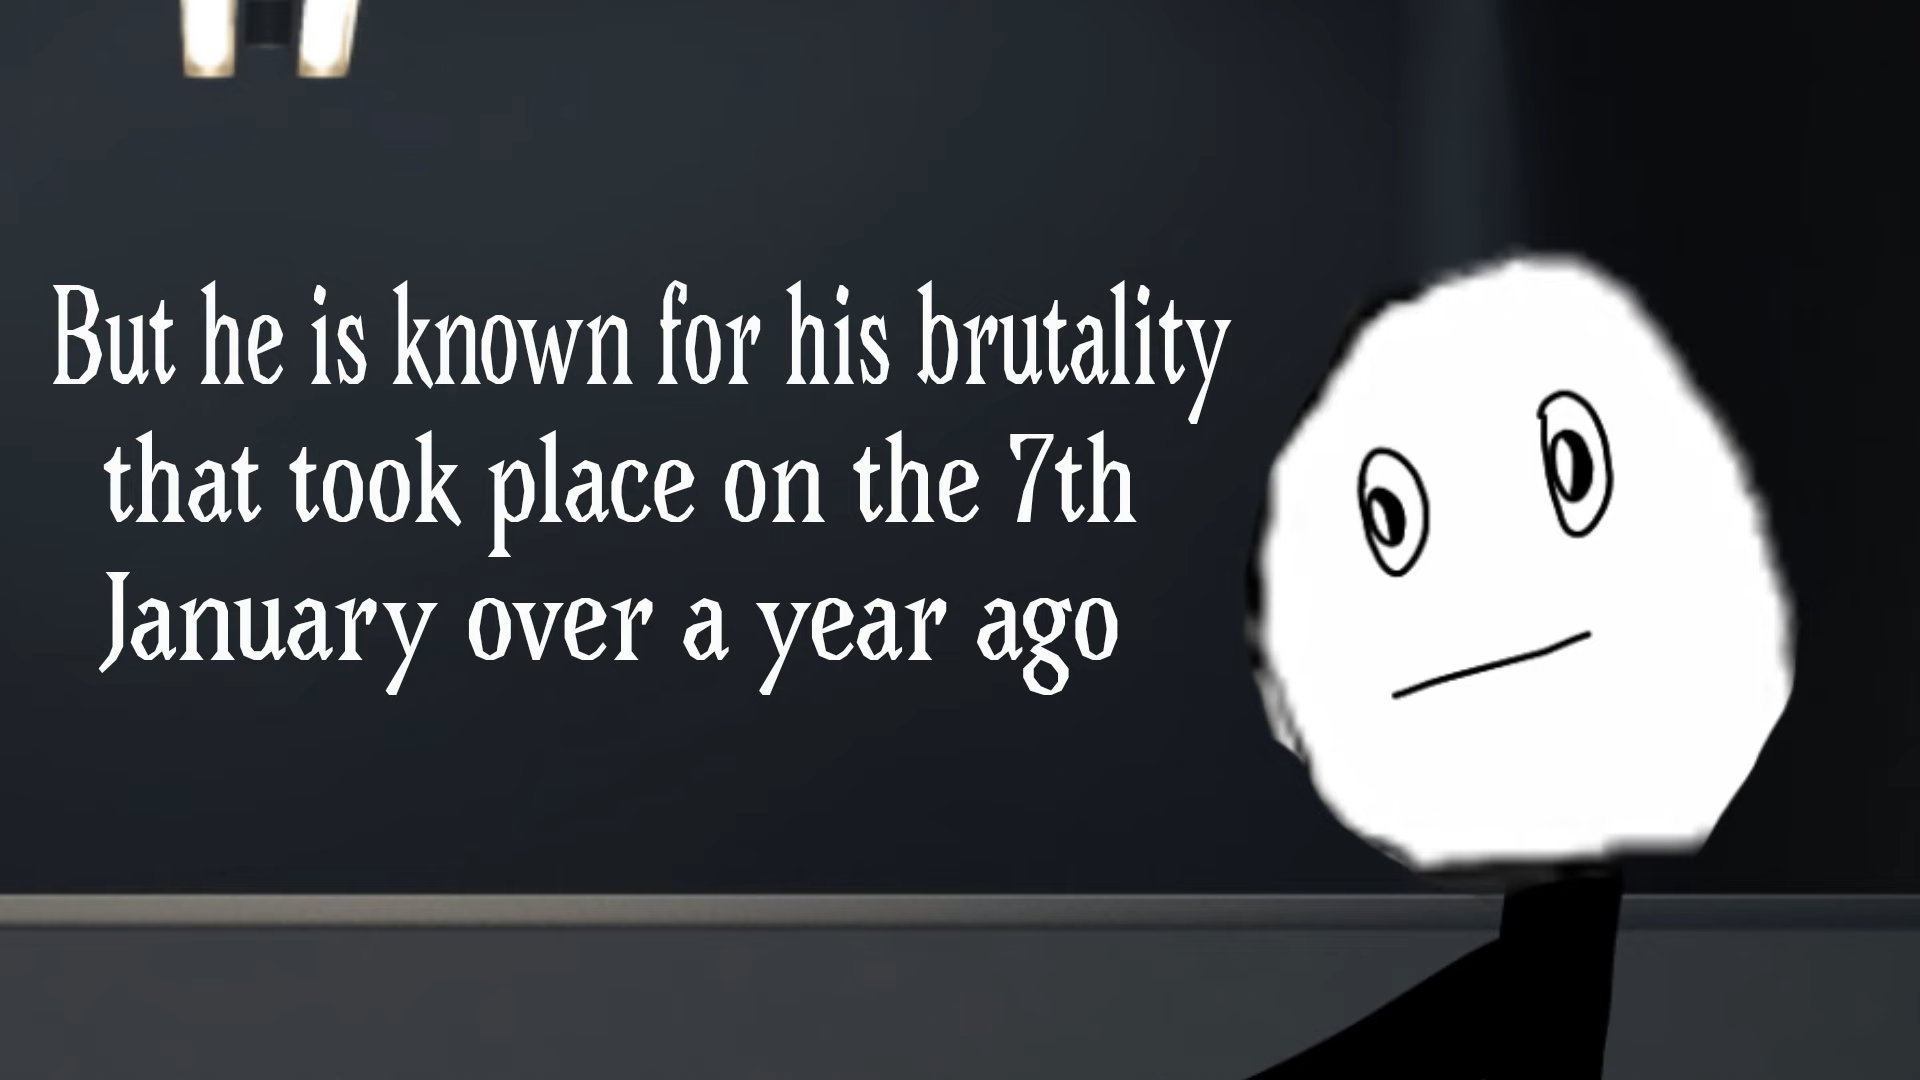 But he is known for his brutality
that took place on the 7th
January over a year ago